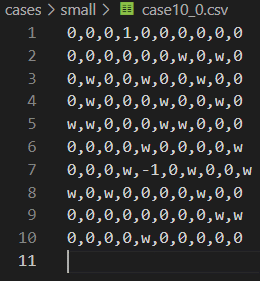 cases > small > case10_0.csv
1 0,0,0,1,0,0,0,0,0,0
2 0,0,0,0,0,0,w,0,w,0
3 0,w,0,0,w,0,0,w,0,0
4 0,w,0,0,0,w,0,0,w,0
5 w,w,0,0,0,0,w,0,w,0
6 0,0,0,0,w,0,0,0,0,w
7 0,0,0,w,-1,0,w,0,0,w
8 w,0,w,0,0,0,0,w,0,0
9 0,0,0,0,0,0,0,0,w,w
10 0,0,0,0,w,0,0,0,0,0
11